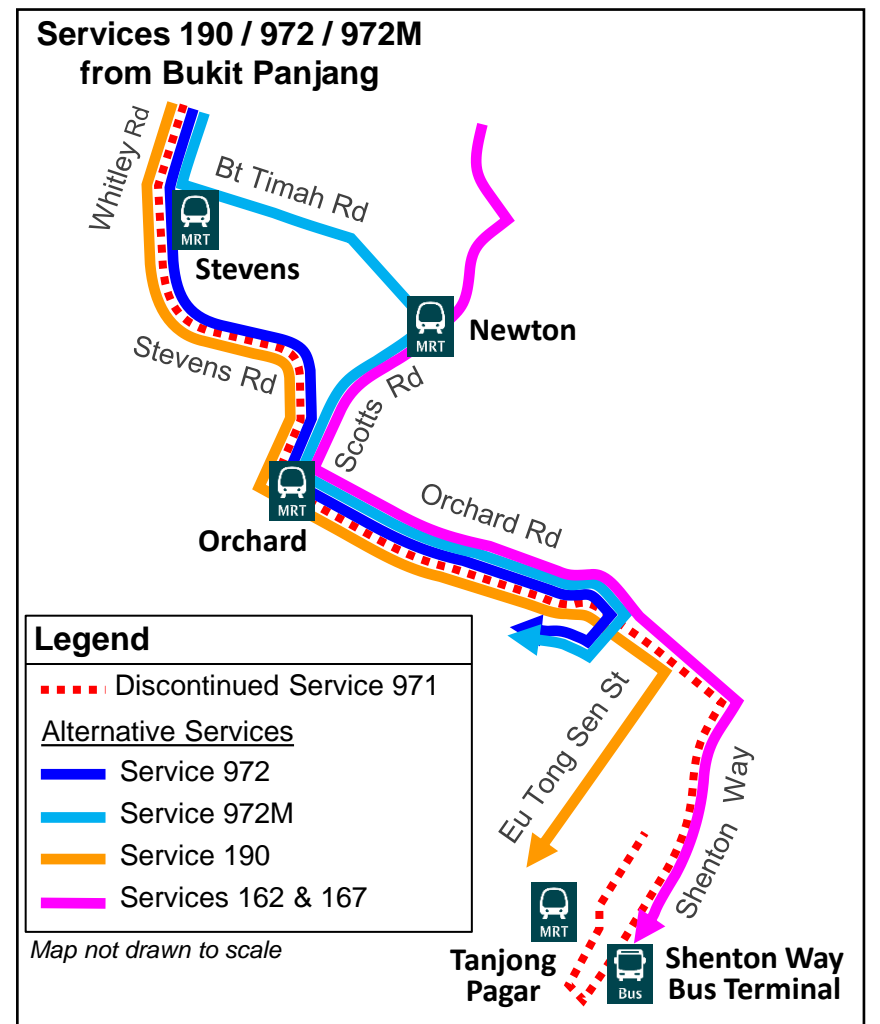 Services 190 / 972 / 972M
from Bukit Panjang
Whitley Rd
Bt Timah Rd
MRT
Stevens
MRT
Newton
Stevens Rd
Scotts Rd
MRT
Orchard
Orchard Rd
Legend
Discontinued Service 971
Alternative Services
Service 972
Service 972M
Service 190
Services 162 & 167
Map not drawn to scale
Eu Tong Sen St
Shenton Way
MRT
Tanjong
Pagar
Bus
Shenton Way
Bus Terminal